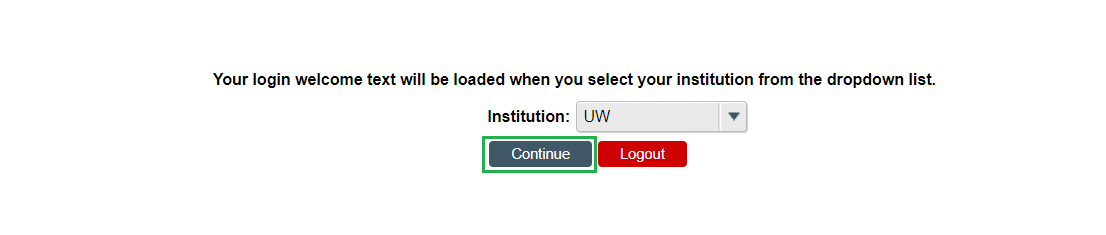 Your login welcome text will be loaded when you select your institution from the dropdown list.
Institution: UW
Continue Logout